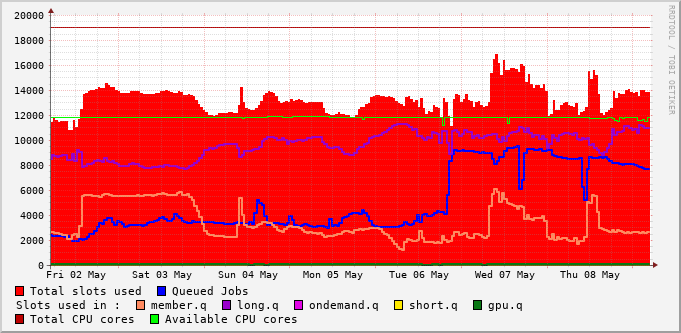 20000
18000
16000
14000
12000
10000
8000
6000
4000
2000
0
Fri 02 May Sat 03 May Sun 04 May Mon 05 May Tue 06 May Wed 07 May Thu 08 May
Total slots used Queued Jobs
Slots used in : member.q long.q ondemand.q short.q gpu.q
Total CPU cores Available CPU cores
RRDTOOL / TOBI OETIKER